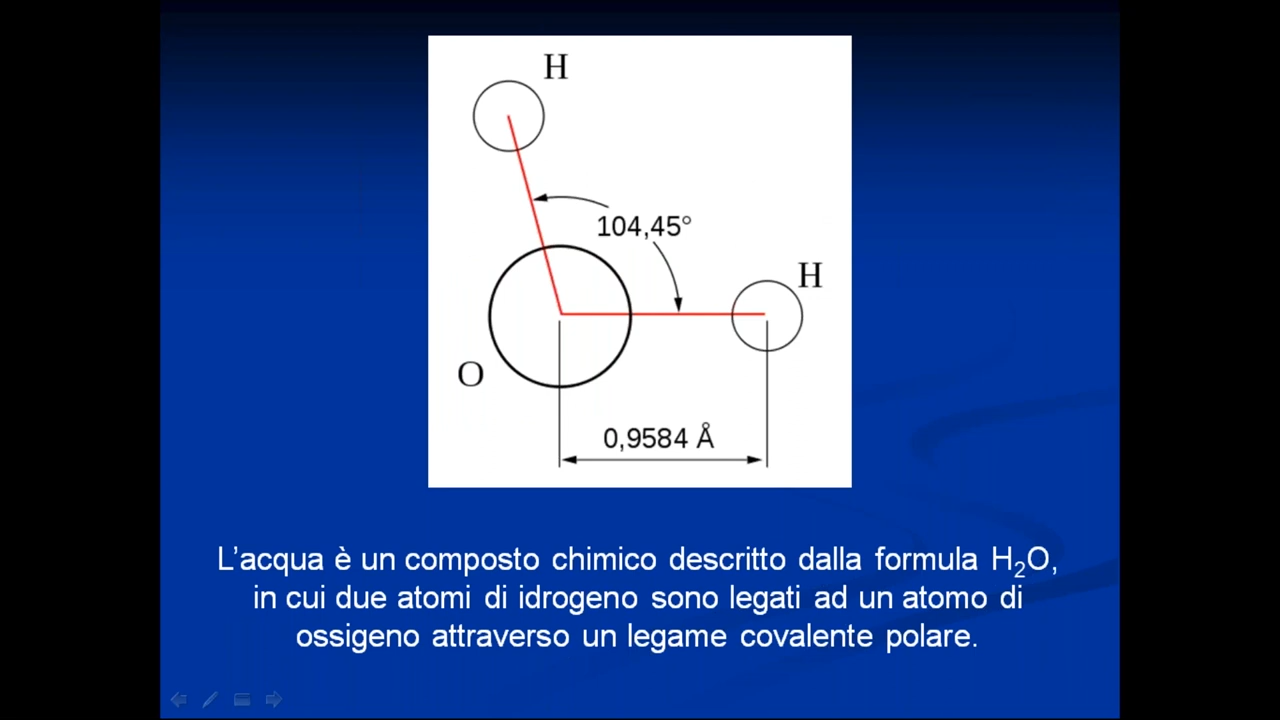 H
104,45°
H
O
0,9584 Å
L’acqua è un composto chimico descritto dalla formula H₂O,
in cui due atomi di idrogeno sono legati ad un atomo di
ossigeno attraverso un legame covalente polare.